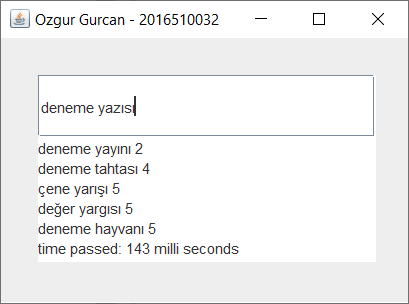 Ozgur Gurcan - 2016510032
deneme yazısı
deneme yayını 2
deneme tahtası 4
çene yarışı 5
değer yargısı 5
deneme hayvanı 5
time passed: 143 milli seconds